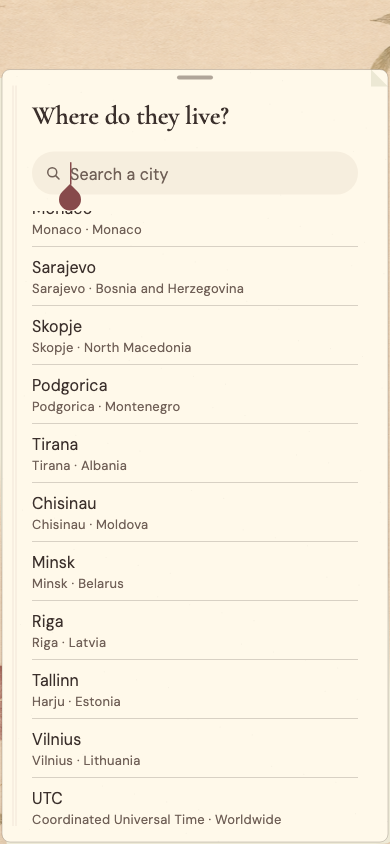 Where do they live?
Search a city
Monaco
Monaco · Monaco
Sarajevo
Sarajevo · Bosnia and Herzegovina
Skopje
Skopje · North Macedonia
Podgorica
Podgorica · Montenegro
Tirana
Tirana · Albania
Chisinau
Chisinau · Moldova
Minsk
Minsk · Belarus
Riga
Riga · Latvia
Tallinn
Harju · Estonia
Vilnius
Vilnius · Lithuania
UTC
Coordinated Universal Time · Worldwide